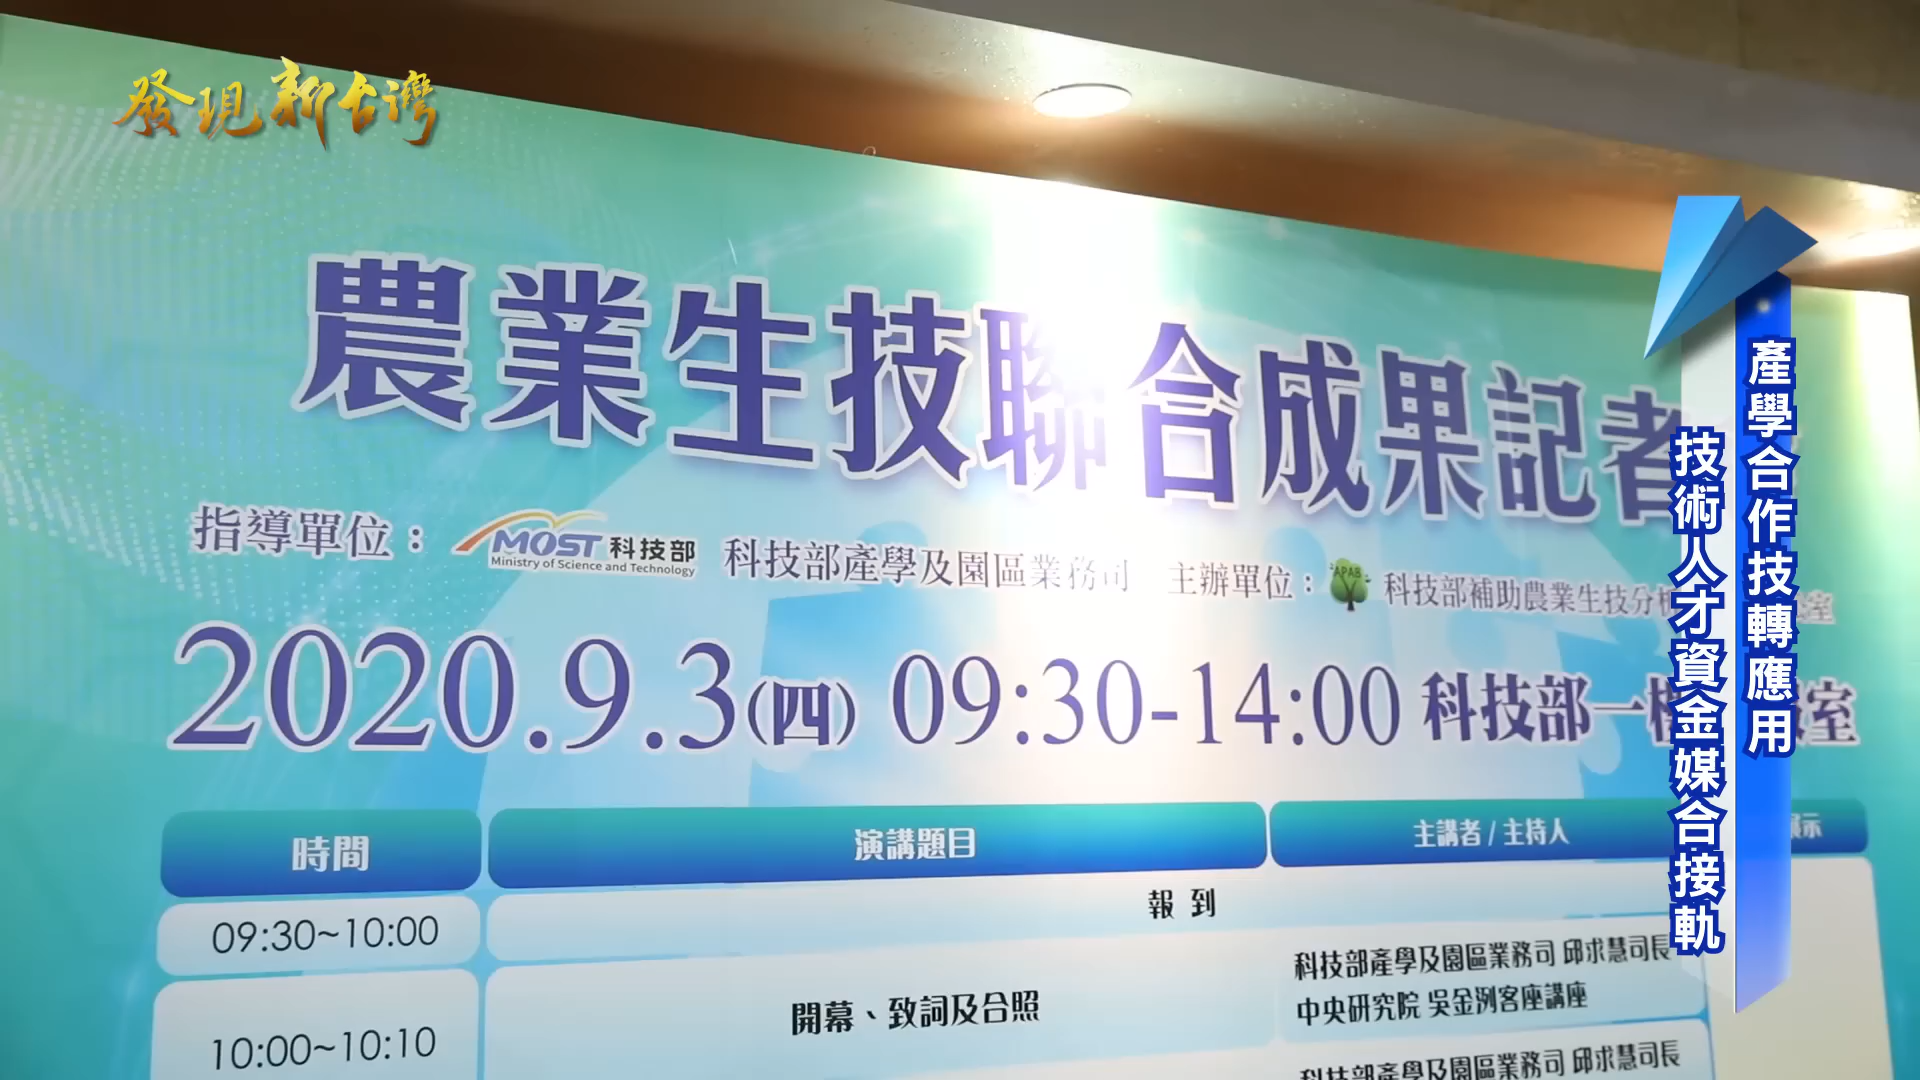 發現新台灣
農業生技聯合成果記者
指導單位： MOST 科技部 科技部產學及園區業務司 主辦單位： APAB 科技部補助農業生技分
Ministry of Science and Technology
2020.9.3(四) 09:30-14:00 科技部一 室
時間 演講題目 主講者/主持人 展示
09:30~10:00 報到
10:00~10:10 開幕、致詞及合照
科技部產學及園區業務司 邱求慧司長
中央研究院 吳金洌客座講座
科技部產學及園區業務司 邱求慧司長
產學合作技轉應用
技術人才資金媒合接軌